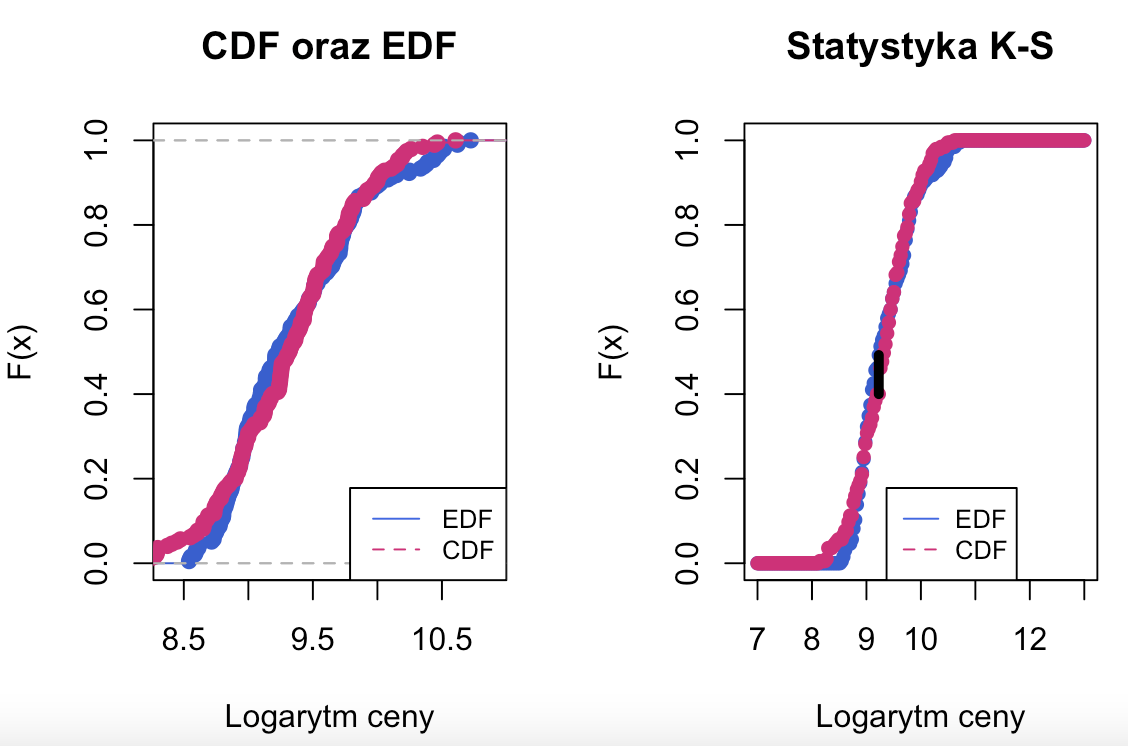 CDF oraz EDF
F(x)
1.0
0.8
0.6
0.4
0.2
0.0
EDF
CDF
8.5 9.5 10.5
Logarytm ceny
Statystyka K-S
F(x)
1.0
0.8
0.6
0.4
0.2
0.0
EDF
CDF
7 8 9 10 12
Logarytm ceny